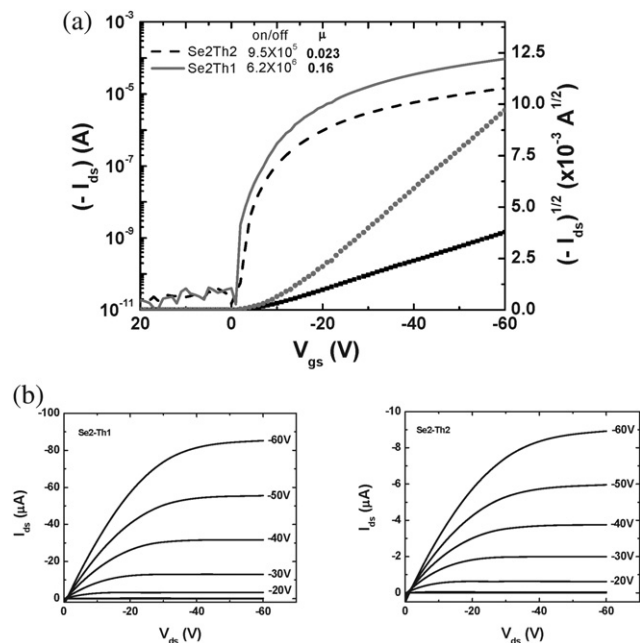 (a)
on/off μ
Se2Th2 9.5X10⁵ 0.023
Se2Th1 6.2X10⁶ 0.16
(- I_ds) (A)
10⁻³
10⁻⁵
10⁻⁷
10⁻⁹
10⁻¹¹
12.5
10.0
7.5
5.0
2.5
0.0
(- I_ds)^1/2 (x10⁻³ A^1/2)
20 0 -20 -40 -60
V_gs (V)
(b)
I_ds (μA)
-100
-80
-60
-40
-20
0
Se2-Th1
-60V
-50V
-40V
-30V
-20V
0 -20 -40 -60
V_ds (V)
I_ds (μA)
-10
-8
-6
-4
-2
0
Se2-Th2
-60V
-50V
-40V
-30V
-20V
0 -20 -40 -60
V_ds (V)